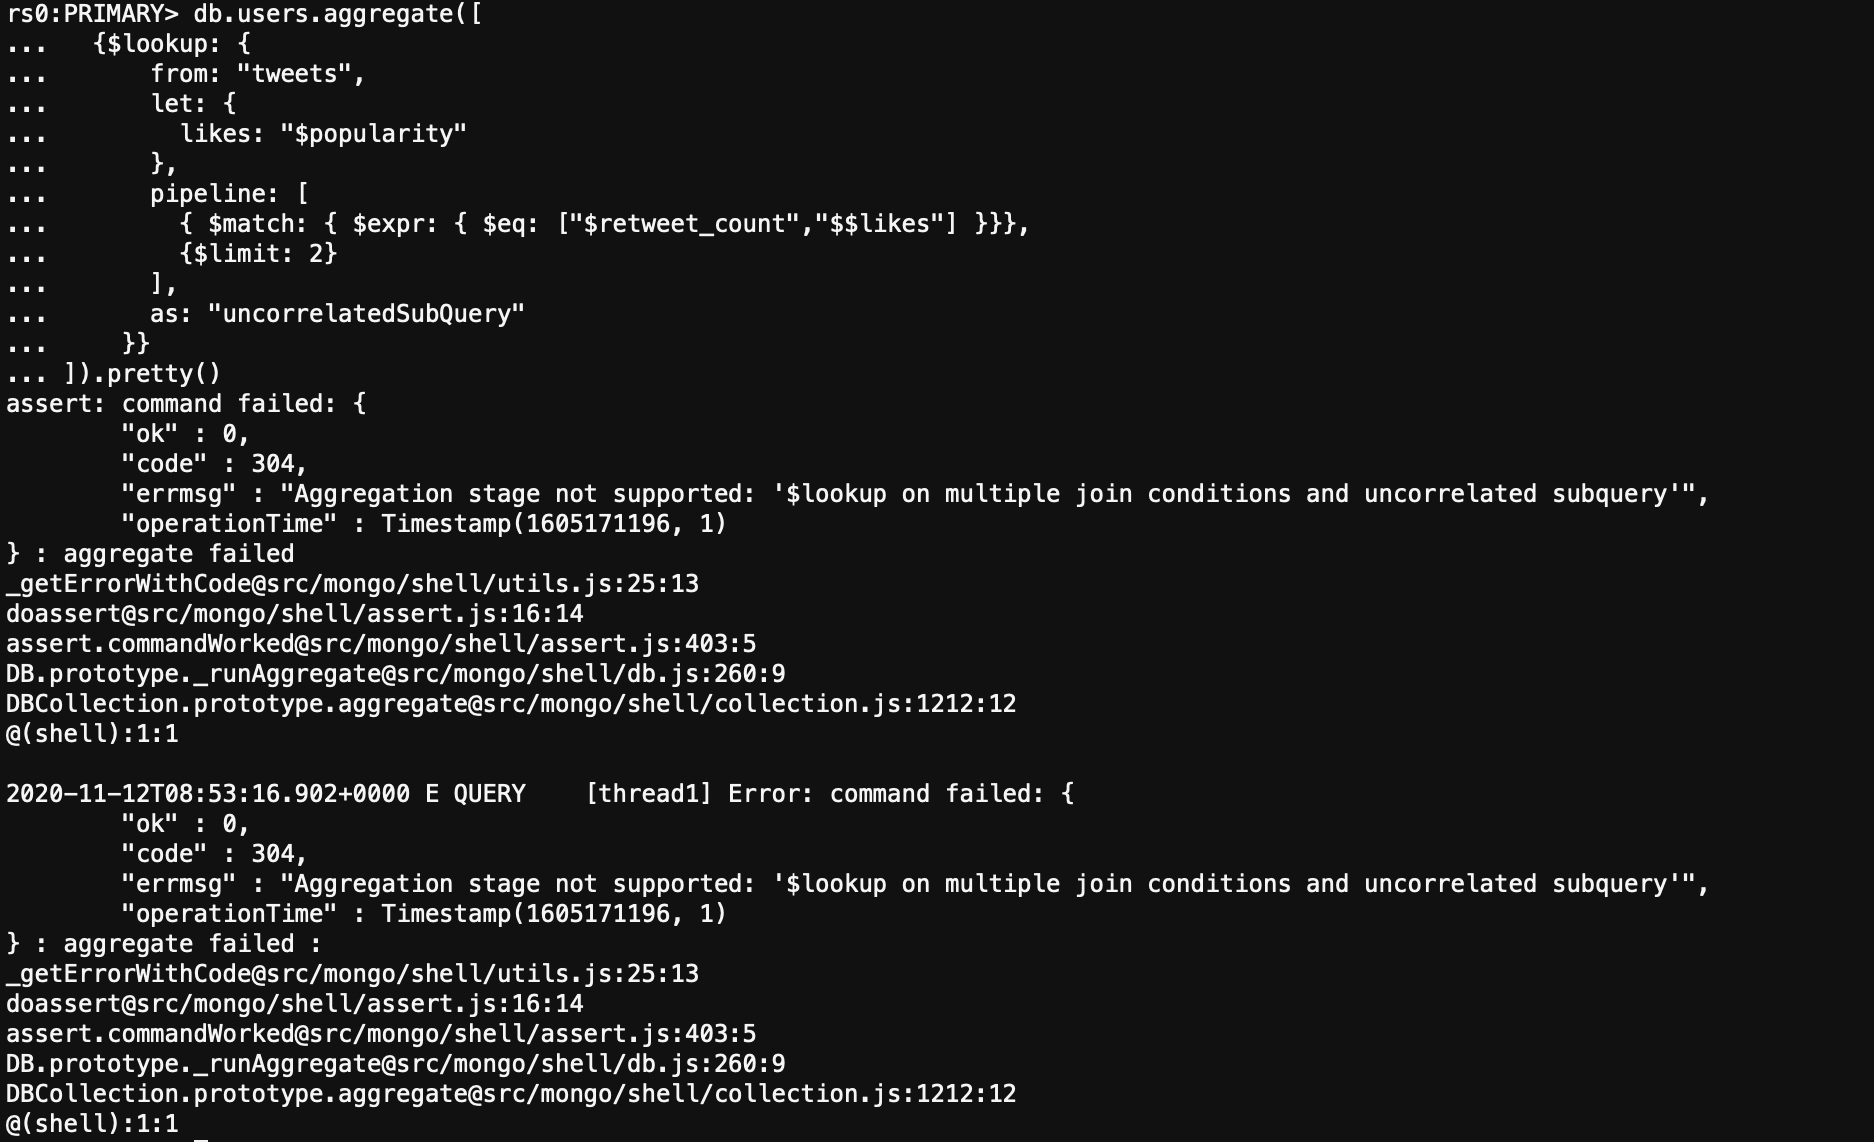 rs0:PRIMARY> db.users.aggregate([
...   {$lookup: {
...       from: "tweets",
...       let: {
...         likes: "$popularity"
...       },
...       pipeline: [
...         { $match: { $expr: { $eq: ["$retweet_count","$$likes"] }}},
...         {$limit: 2}
...       ],
...       as: "uncorrelatedSubQuery"
...     }}
... ]).pretty()
assert: command failed: {
        "ok" : 0,
        "code" : 304,
        "errmsg" : "Aggregation stage not supported: '$lookup on multiple join conditions and uncorrelated subquery'",
        "operationTime" : Timestamp(1605171196, 1)
} : aggregate failed
_getErrorWithCode@src/mongo/shell/utils.js:25:13
doassert@src/mongo/shell/assert.js:16:14
assert.commandWorked@src/mongo/shell/assert.js:403:5
DB.prototype._runAggregate@src/mongo/shell/db.js:260:9
DBCollection.prototype.aggregate@src/mongo/shell/collection.js:1212:12
@(shell):1:1

2020-11-12T08:53:16.902+0000 E QUERY    [thread1] Error: command failed: {
        "ok" : 0,
        "code" : 304,
        "errmsg" : "Aggregation stage not supported: '$lookup on multiple join conditions and uncorrelated subquery'",
        "operationTime" : Timestamp(1605171196, 1)
} : aggregate failed :
_getErrorWithCode@src/mongo/shell/utils.js:25:13
doassert@src/mongo/shell/assert.js:16:14
assert.commandWorked@src/mongo/shell/assert.js:403:5
DB.prototype._runAggregate@src/mongo/shell/db.js:260:9
DBCollection.prototype.aggregate@src/mongo/shell/collection.js:1212:12
@(shell):1:1